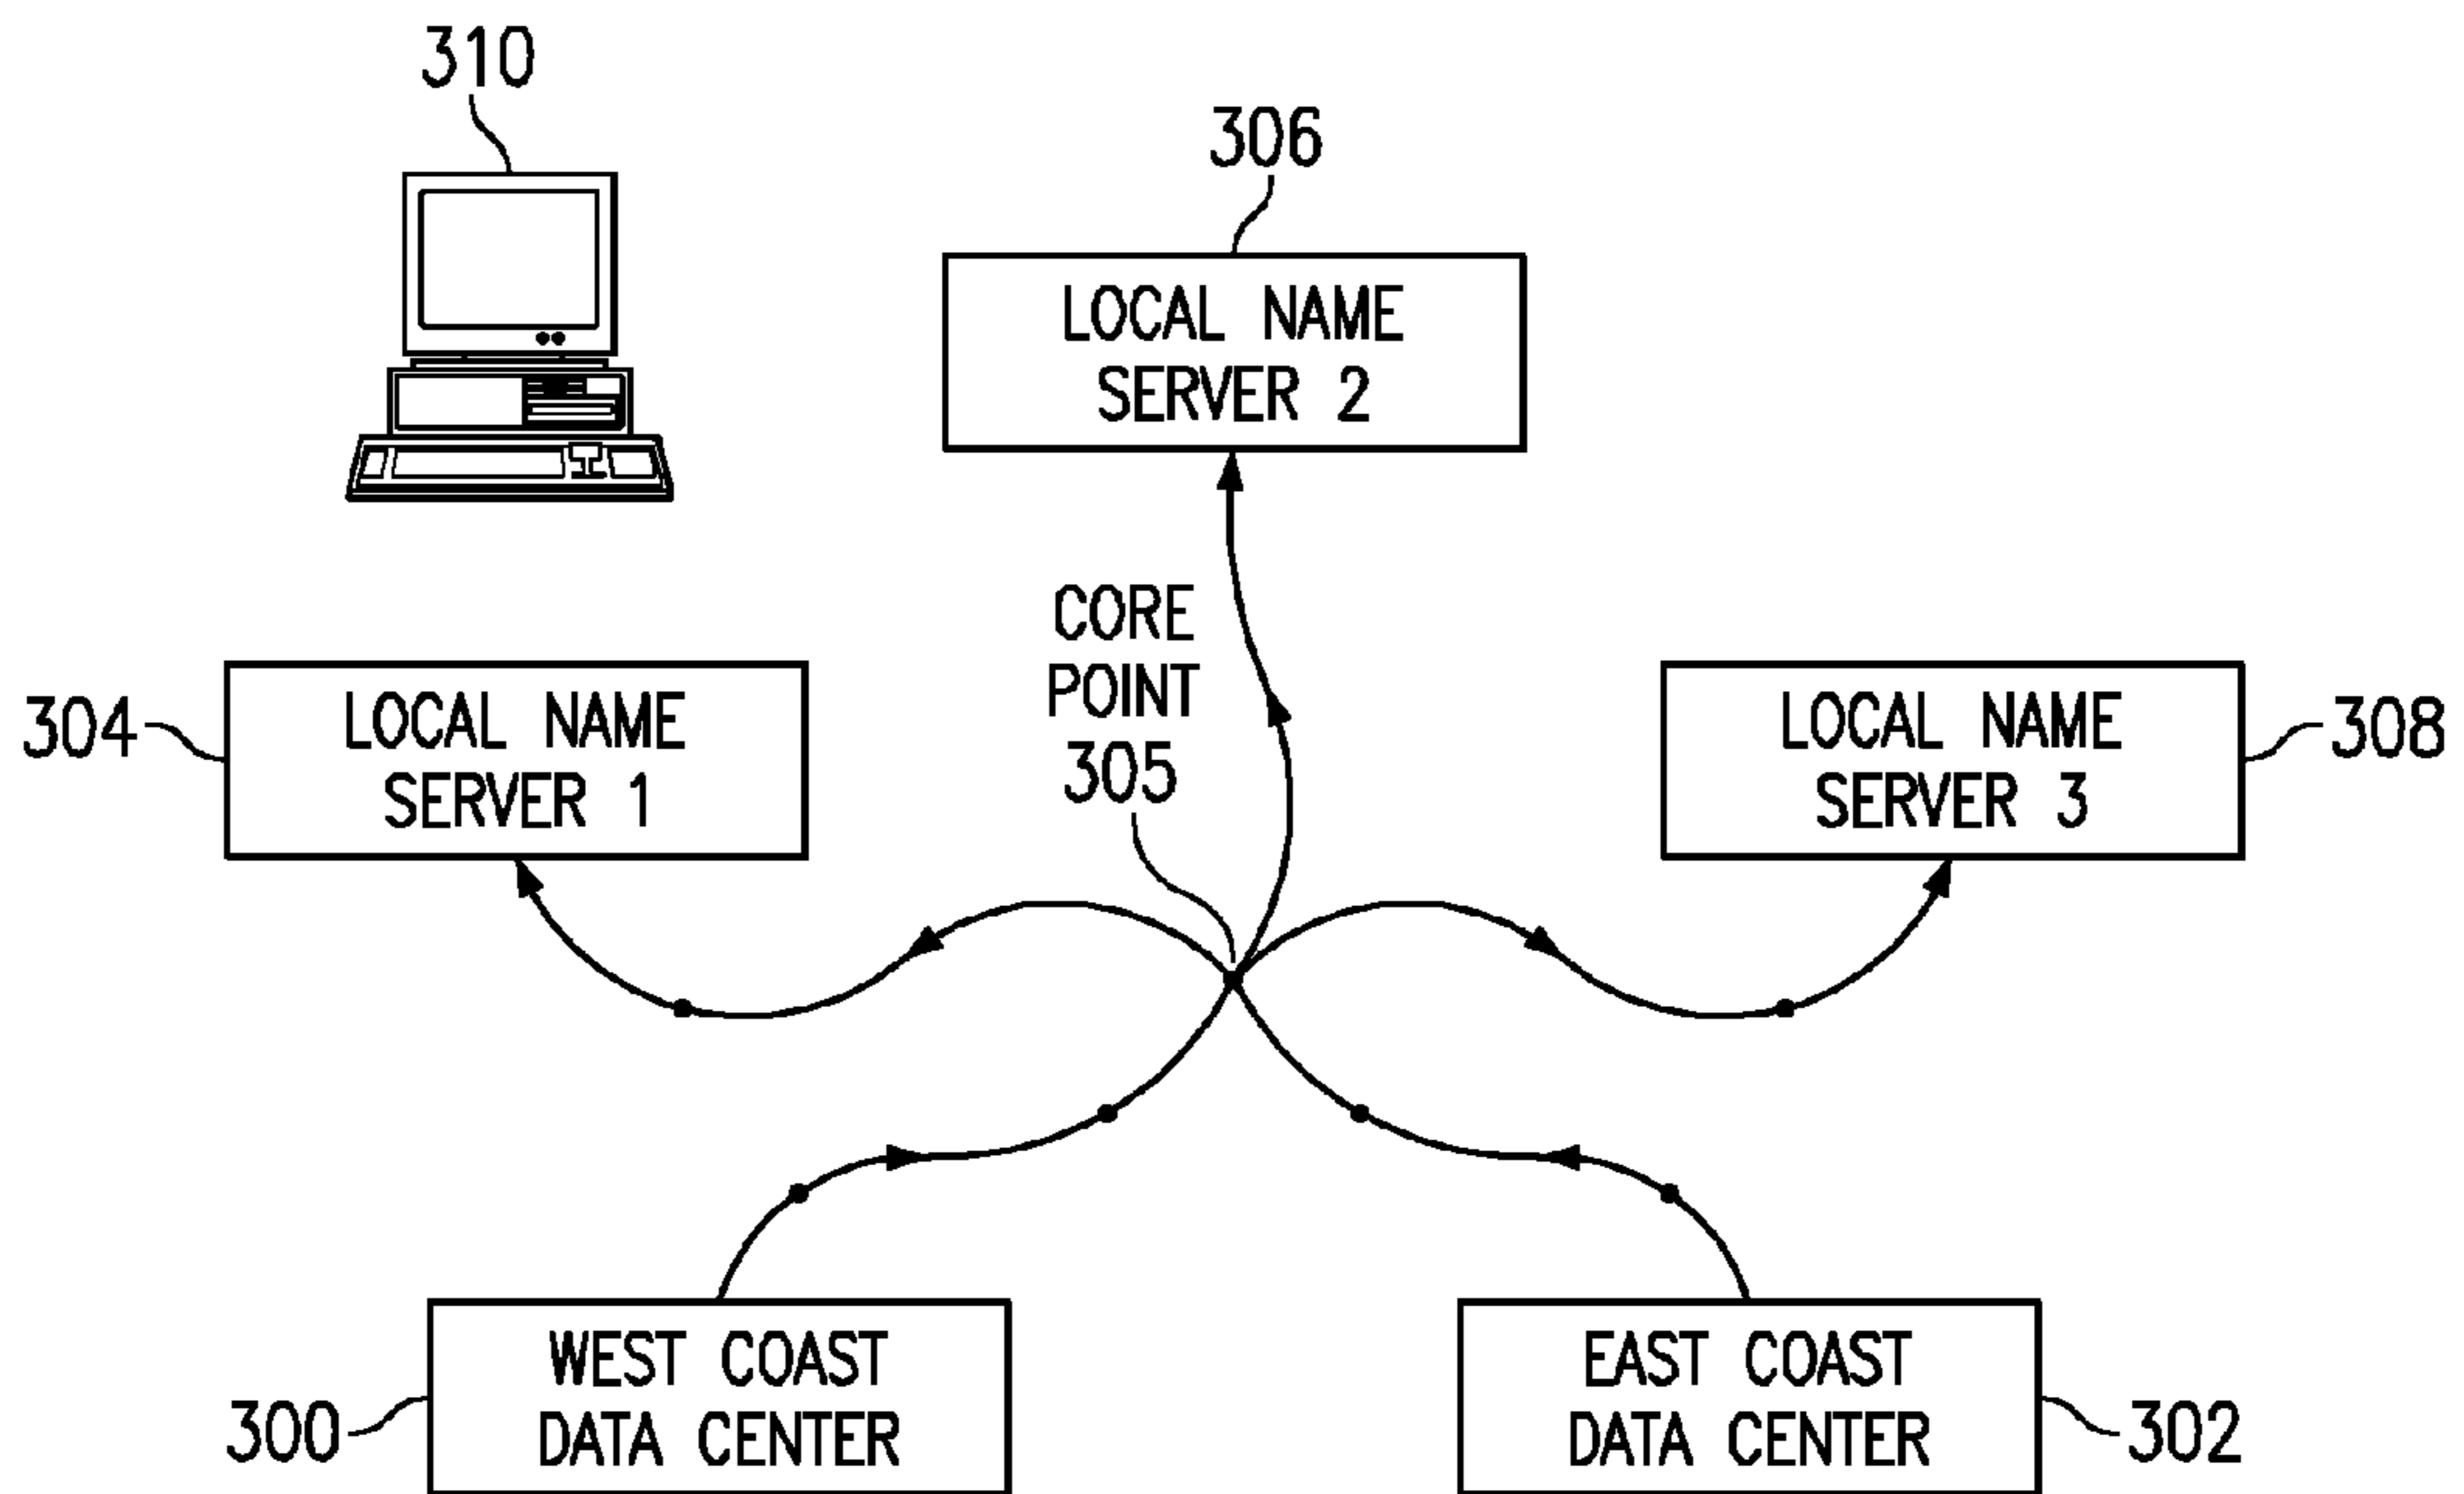 310
306
LOCAL NAME
SERVER 2
CORE
POINT
305
304
LOCAL NAME
SERVER 1
LOCAL NAME
SERVER 3
308
300
WEST COAST
DATA CENTER
EAST COAST
DATA CENTER
302